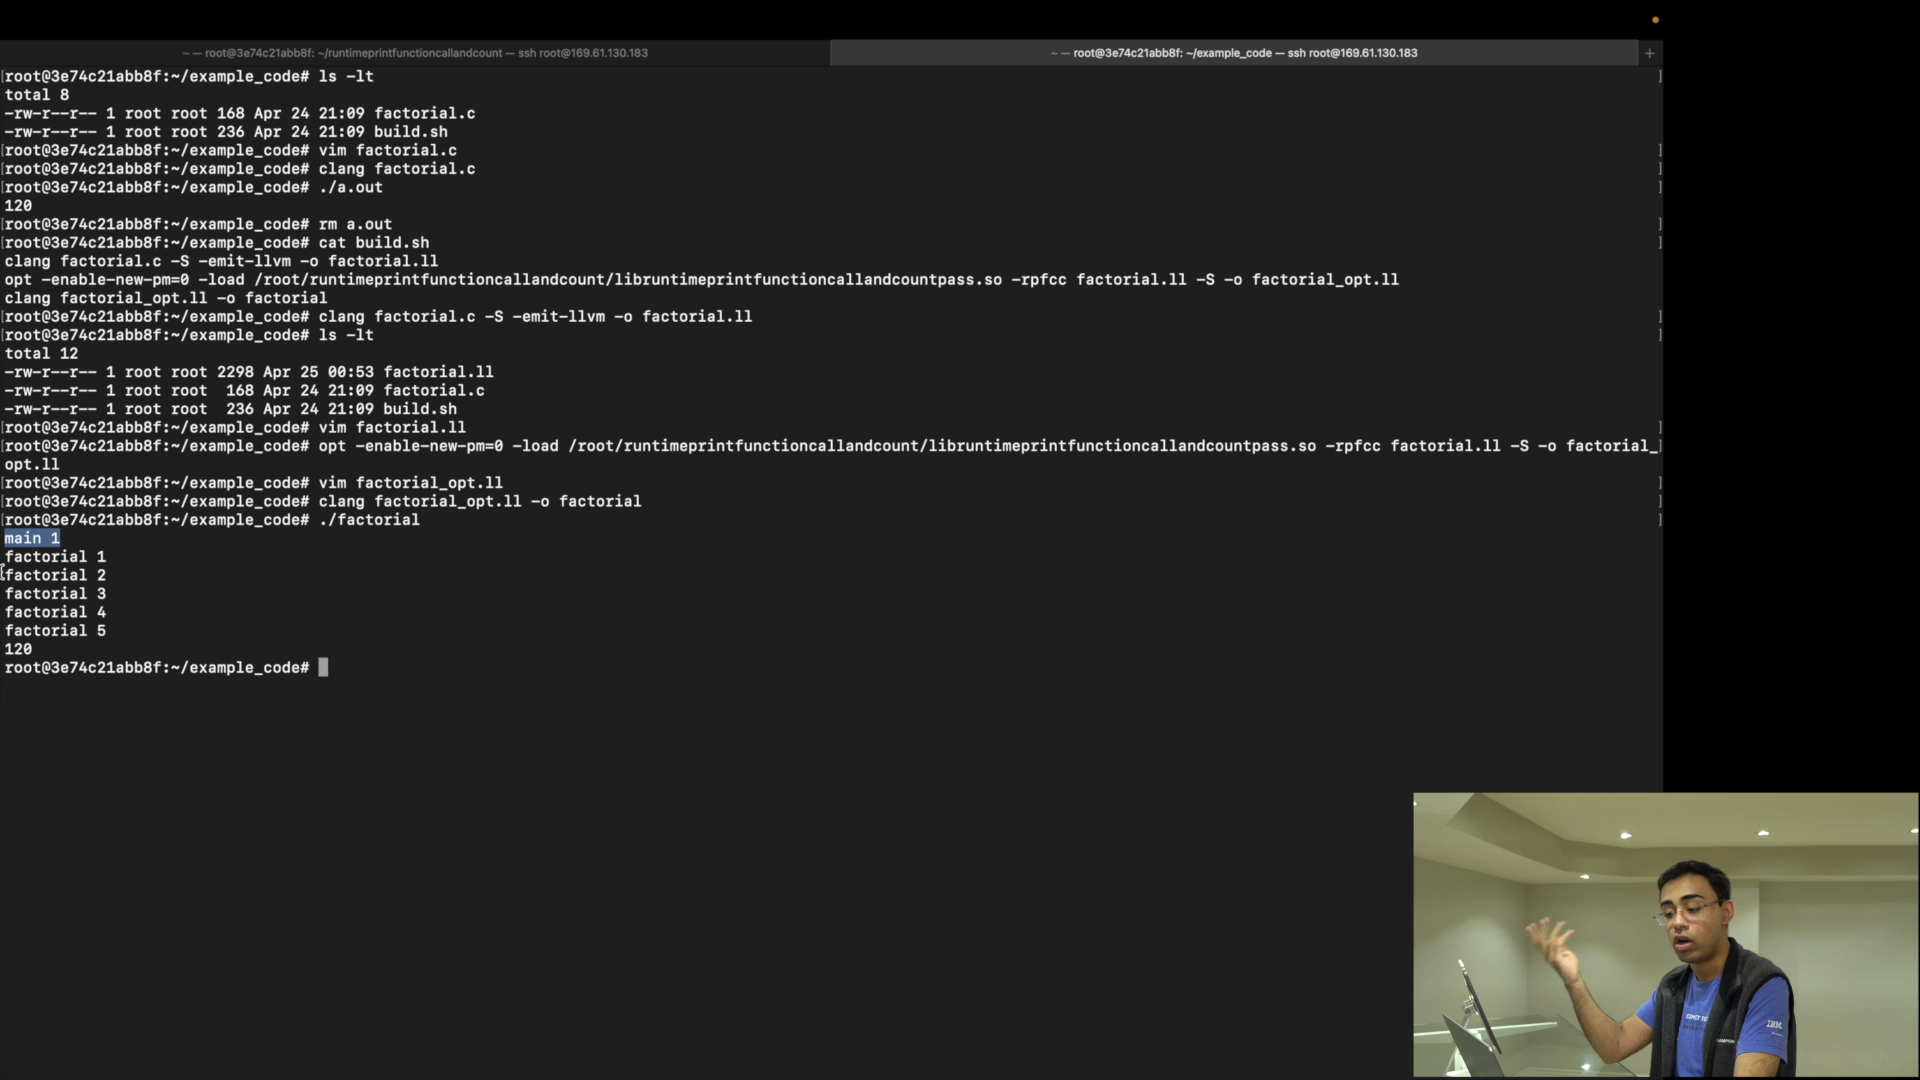 ~ — root@3e74c21abb8f: ~/runtimeprintfunctioncallandcount — ssh root@169.61.130.183
~ — root@3e74c21abb8f: ~/example_code — ssh root@169.61.130.183
+
[root@3e74c21abb8f:~/example_code# ls -lt ]
total 8
-rw-r--r-- 1 root root 168 Apr 24 21:09 factorial.c
-rw-r--r-- 1 root root 236 Apr 24 21:09 build.sh
[root@3e74c21abb8f:~/example_code# vim factorial.c ]
[root@3e74c21abb8f:~/example_code# clang factorial.c ]
[root@3e74c21abb8f:~/example_code# ./a.out ]
120
[root@3e74c21abb8f:~/example_code# rm a.out ]
[root@3e74c21abb8f:~/example_code# cat build.sh ]
clang factorial.c -S -emit-llvm -o factorial.ll
opt -enable-new-pm=0 -load /root/runtimeprintfunctioncallandcount/libruntimeprintfunctioncallandcountpass.so -rpfcc factorial.ll -S -o factorial_opt.ll
clang factorial_opt.ll -o factorial
[root@3e74c21abb8f:~/example_code# clang factorial.c -S -emit-llvm -o factorial.ll ]
[root@3e74c21abb8f:~/example_code# ls -lt ]
total 12
-rw-r--r-- 1 root root 2298 Apr 25 00:53 factorial.ll
-rw-r--r-- 1 root root  168 Apr 24 21:09 factorial.c
-rw-r--r-- 1 root root  236 Apr 24 21:09 build.sh
[root@3e74c21abb8f:~/example_code# vim factorial.ll ]
[root@3e74c21abb8f:~/example_code# opt -enable-new-pm=0 -load /root/runtimeprintfunctioncallandcount/libruntimeprintfunctioncallandcountpass.so -rpfcc factorial.ll -S -o factorial_]
opt.ll
[root@3e74c21abb8f:~/example_code# vim factorial_opt.ll ]
[root@3e74c21abb8f:~/example_code# clang factorial_opt.ll -o factorial ]
[root@3e74c21abb8f:~/example_code# ./factorial ]
main 1
factorial 1
factorial 2
factorial 3
factorial 4
factorial 5
120
root@3e74c21abb8f:~/example_code#
IBM